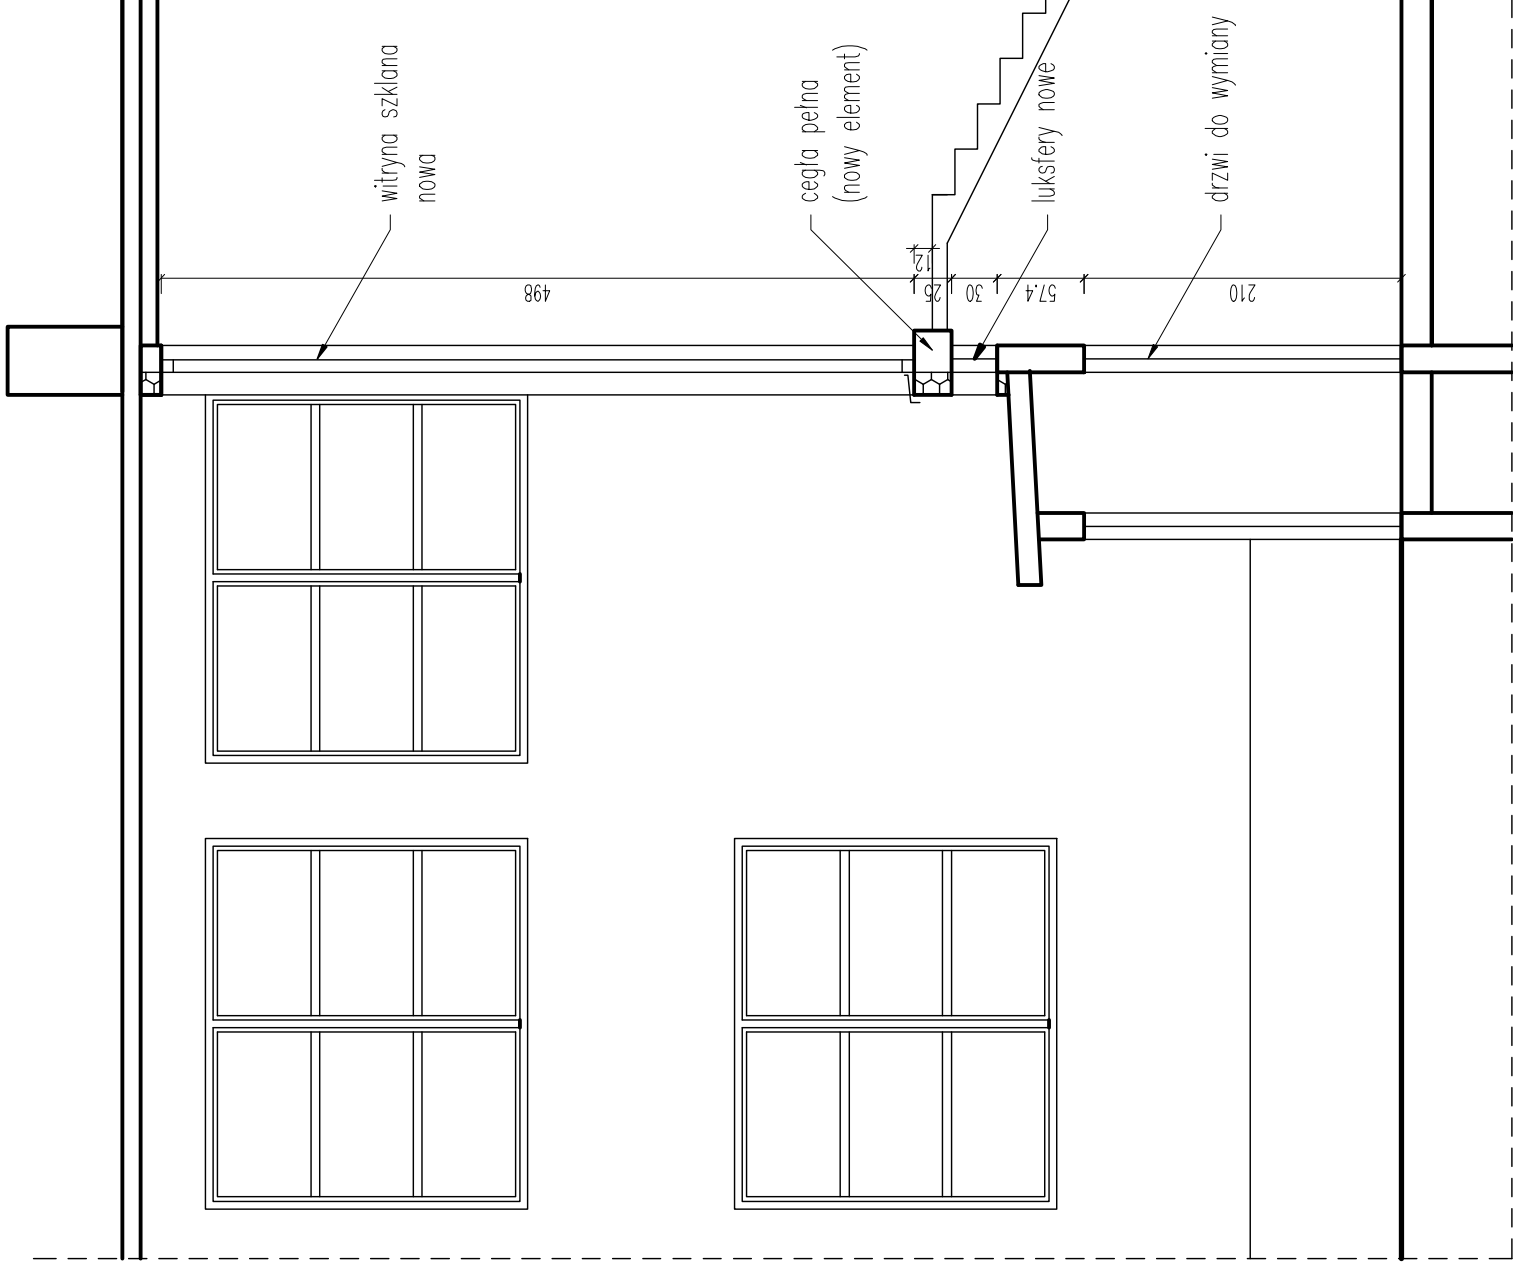 witryna szklana
nowa
cegła pełna
(nowy element)
luksfery nowe
drzwi do wymiany
498
25
12
30
57.4
210